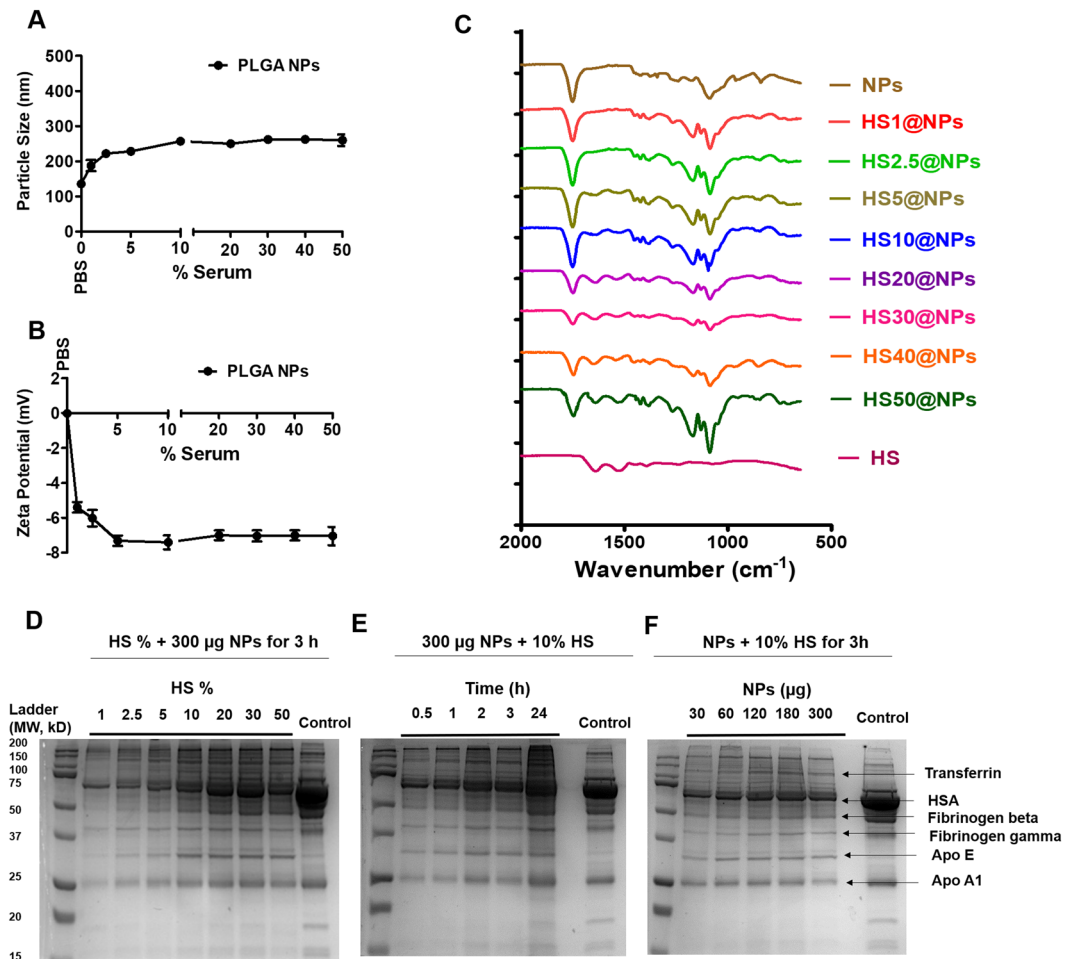 A
Particle Size (nm)
500
400
300
200
100
0
PLGA NPs
0 5 10 20 30 40 50
PBS
% Serum
B
Zeta Potential (mV)
PBS
2
0
-2
-4
-6
-8
PLGA NPs
5 10 20 30 40 50
% Serum
C
NPs
HS1@NPs
HS2.5@NPs
HS5@NPs
HS10@NPs
HS20@NPs
HS30@NPs
HS40@NPs
HS50@NPs
HS
2000 1500 1000 500
Wavenumber (cm-1)
D
HS % + 300 µg NPs for 3 h
HS %
Ladder
(MW, kD)
1 2.5 5 10 20 30 50 Control
200
150
100
75
50
37
25
20
15
E
300 µg NPs + 10% HS
Time (h)
0.5 1 2 3 24 Control
F
NPs + 10% HS for 3h
NPs (µg)
30 60 120 180 300 Control
Transferrin
HSA
Fibrinogen beta
Fibrinogen gamma
Apo E
Apo A1